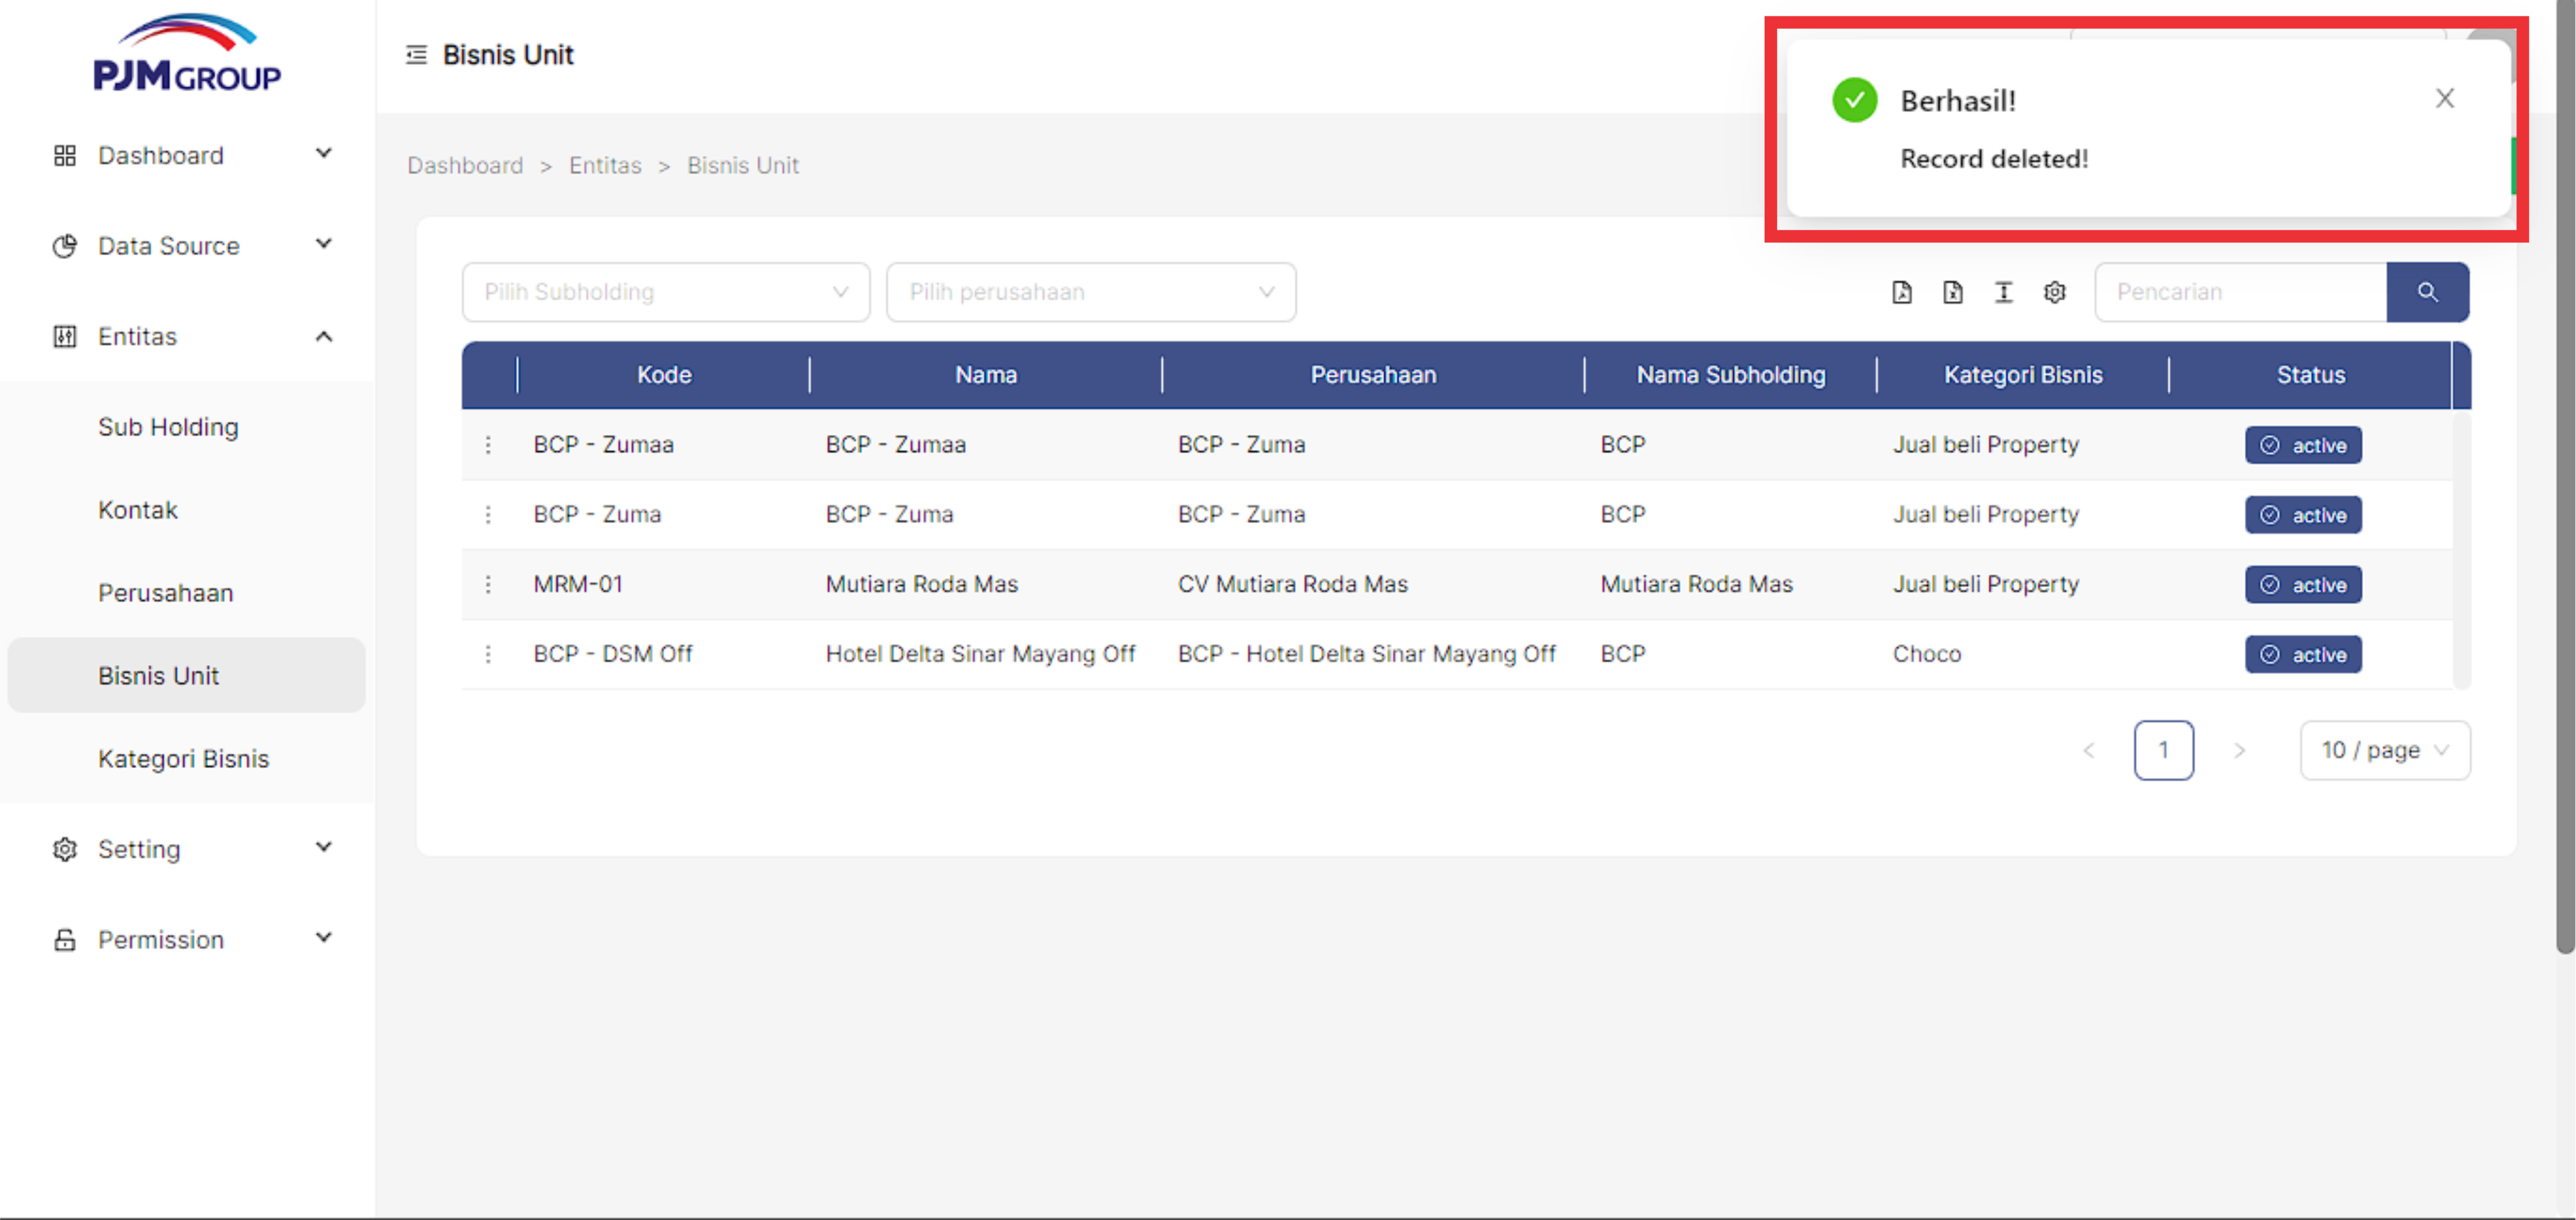 PJM GROUP
Dashboard
Data Source
Entitas
Sub Holding
Kontak
Perusahaan
Bisnis Unit
Kategori Bisnis
Setting
Permission
Bisnis Unit
Dashboard > Entitas > Bisnis Unit
Berhasil!
Record deleted!
Pilih Subholding
Pilih perusahaan
Pencarian
Kode Nama Perusahaan Nama Subholding Kategori Bisnis Status
BCP - Zumaa BCP - Zumaa BCP - Zuma BCP Jual beli Property active
BCP - Zuma BCP - Zuma BCP - Zuma BCP Jual beli Property active
MRM-01 Mutiara Roda Mas CV Mutiara Roda Mas Mutiara Roda Mas Jual beli Property active
BCP - DSM Off Hotel Delta Sinar Mayang Off BCP - Hotel Delta Sinar Mayang Off BCP Choco active
< 1 > 10 / page